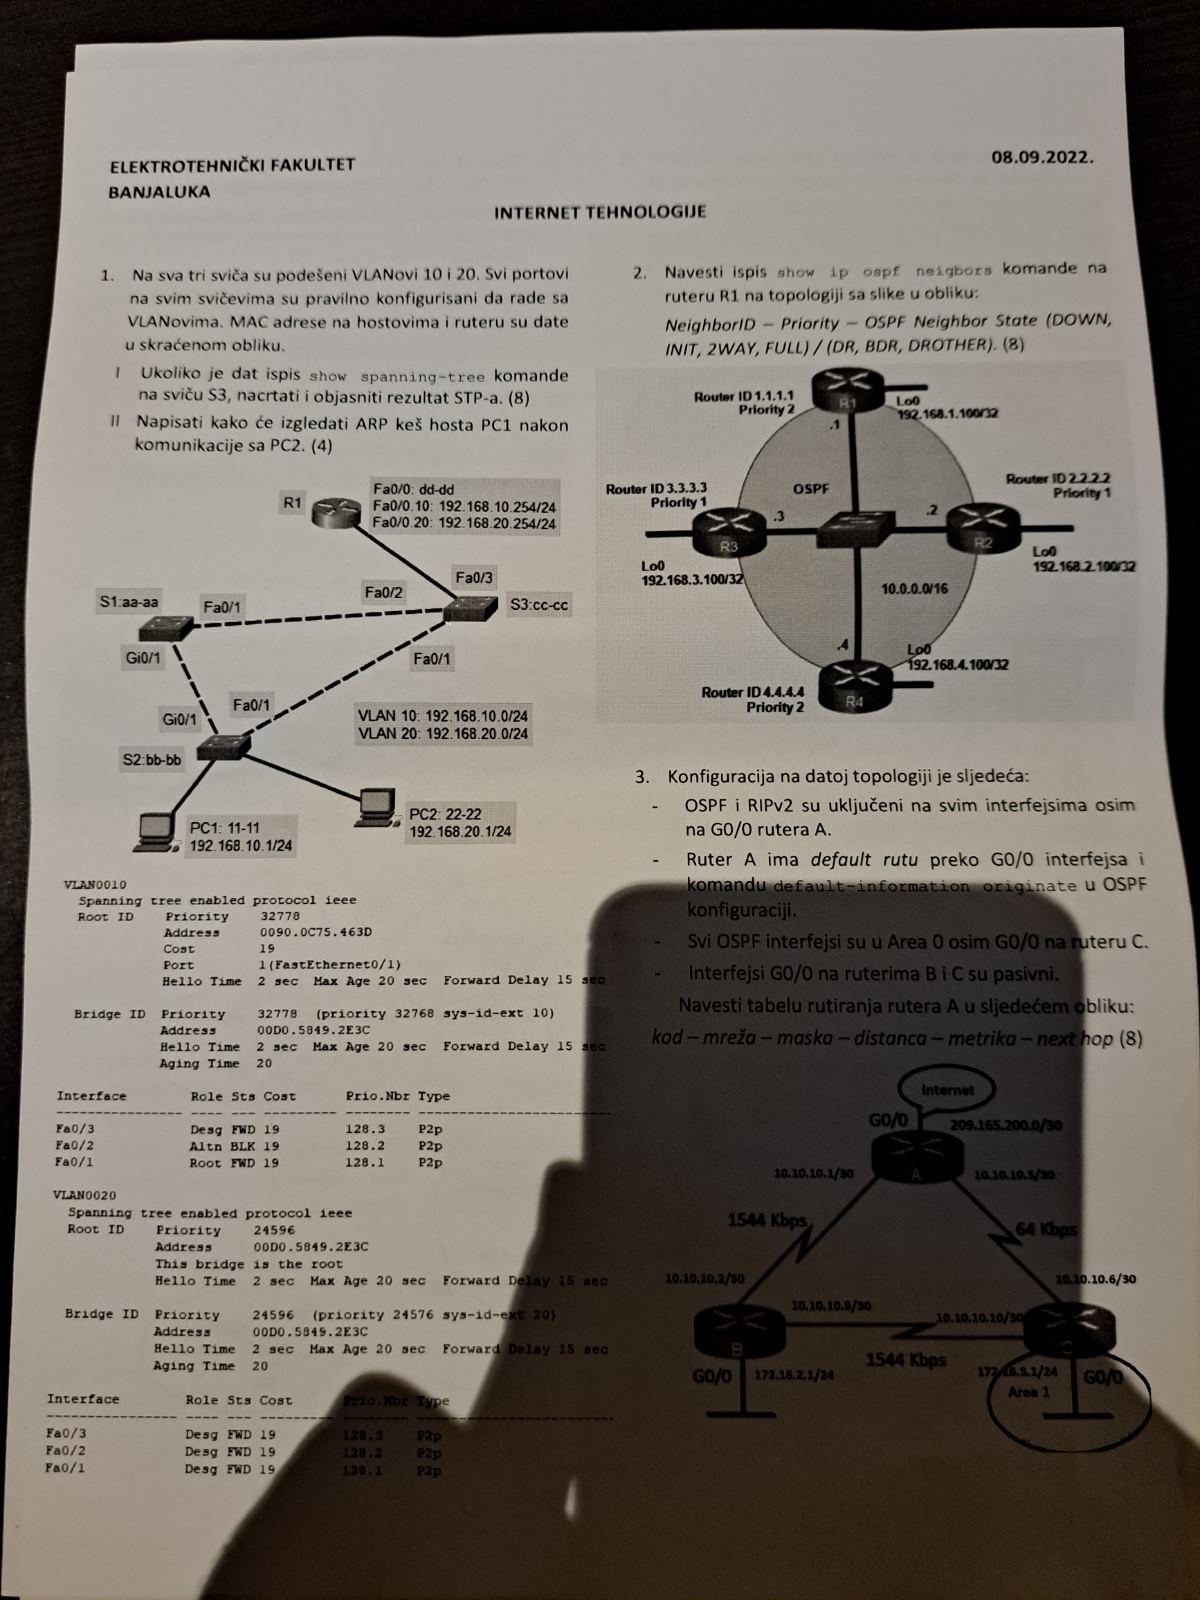 ELEKTROTEHNIČKI FAKULTET
BANJALUKA
08.09.2022.
INTERNET TEHNOLOGIJE
1. Na sva tri sviča su podešeni VLANovi 10 i 20. Svi portovi
na svim svičevima su pravilno konfigurisani da rade sa
VLANovima. MAC adrese na hostovima i ruteru su date
u skraćenom obliku.
I Ukoliko je dat ispis show spanning-tree komande
na sviču S3, nacrtati i objasniti rezultat STP-a. (8)
II Napisati kako će izgledati ARP keš hosta PC1 nakon
komunikacije sa PC2. (4)
R1
Fa0/0: dd-dd
Fa0/0.10: 192.168.10.254/24
Fa0/0.20: 192.168.20.254/24
Fa0/3
S1:aa-aa
Fa0/1
Fa0/2
S3:cc-cc
Gi0/1
Fa0/1
Gi0/1
Fa0/1
VLAN 10: 192.168.10.0/24
VLAN 20: 192.168.20.0/24
S2:bb-bb
PC1: 11-11
192.168.10.1/24
PC2: 22-22
192.168.20.1/24
VLAN0010
Spanning tree enabled protocol ieee
Root ID Priority 32778
Address 0090.0C75.463D
Cost 19
Port 1(FastEthernet0/1)
Hello Time 2 sec Max Age 20 sec Forward Delay 15 sec
Bridge ID Priority 32778 (priority 32768 sys-id-ext 10)
Address 00D0.5849.2E3C
Hello Time 2 sec Max Age 20 sec Forward Delay 15 sec
Aging Time 20
Interface Role Sts Cost Prio.Nbr Type
---------------- ---- --- --------- -------- --------------------------------
Fa0/3 Desg FWD 19 128.3 P2p
Fa0/2 Altn BLK 19 128.2 P2p
Fa0/1 Root FWD 19 128.1 P2p
VLAN0020
Spanning tree enabled protocol ieee
Root ID Priority 24596
Address 00D0.5849.2E3C
This bridge is the root
Hello Time 2 sec Max Age 20 sec Forward Delay 15 sec
Bridge ID Priority 24596 (priority 24576 sys-id-ext 20)
Address 00D0.5849.2E3C
Hello Time 2 sec Max Age 20 sec Forward Delay 15 sec
Aging Time 20
Interface Role Sts Cost Prio.Nbr Type
---------------- ---- --- --------- -------- --------------------------------
Fa0/3 Desg FWD 19 128.3 P2p
Fa0/2 Desg FWD 19 128.2 P2p
Fa0/1 Desg FWD 19 128.1 P2p
2. Navesti ispis show ip ospf neigbors komande na
ruteru R1 na topologiji sa slike u obliku:
NeighborID – Priority – OSPF Neighbor State (DOWN,
INIT, 2WAY, FULL) / (DR, BDR, DROTHER). (8)
Router ID 1.1.1.1
Priority 2
R1
Lo0
192.168.1.100/32
.1
Router ID 3.3.3.3
Priority 1
OSPF
Router ID 2.2.2.2
Priority 1
.3
.2
R3
R2
Lo0
192.168.3.100/32
Lo0
192.168.2.100/32
10.0.0.0/16
.4
Lo0
192.168.4.100/32
Router ID 4.4.4.4
Priority 2
R4
3. Konfiguracija na datoj topologiji je sljedeća:
- OSPF i RIPv2 su uključeni na svim interfejsima osim
na G0/0 rutera A.
- Ruter A ima default rutu preko G0/0 interfejsa i
komandu default-information originate u OSPF
konfiguraciji.
- Svi OSPF interfejsi su u Area 0 osim G0/0 na ruteru C.
- Interfejsi G0/0 na ruterima B i C su pasivni.
Navesti tabelu rutiranja rutera A u sljedećem obliku:
kod – mreža – maska – distanca – metrika – next hop (8)
Internet
G0/0
209.165.200.0/30
A
10.10.10.1/30
10.10.10.5/30
1544 Kbps
64 Kbps
10.10.10.2/30
10.10.10.6/30
10.10.10.9/30
10.10.10.10/30
B
C
1544 Kbps
G0/0
172.16.2.1/24
172.16.3.1/24
G0/0
Area 1